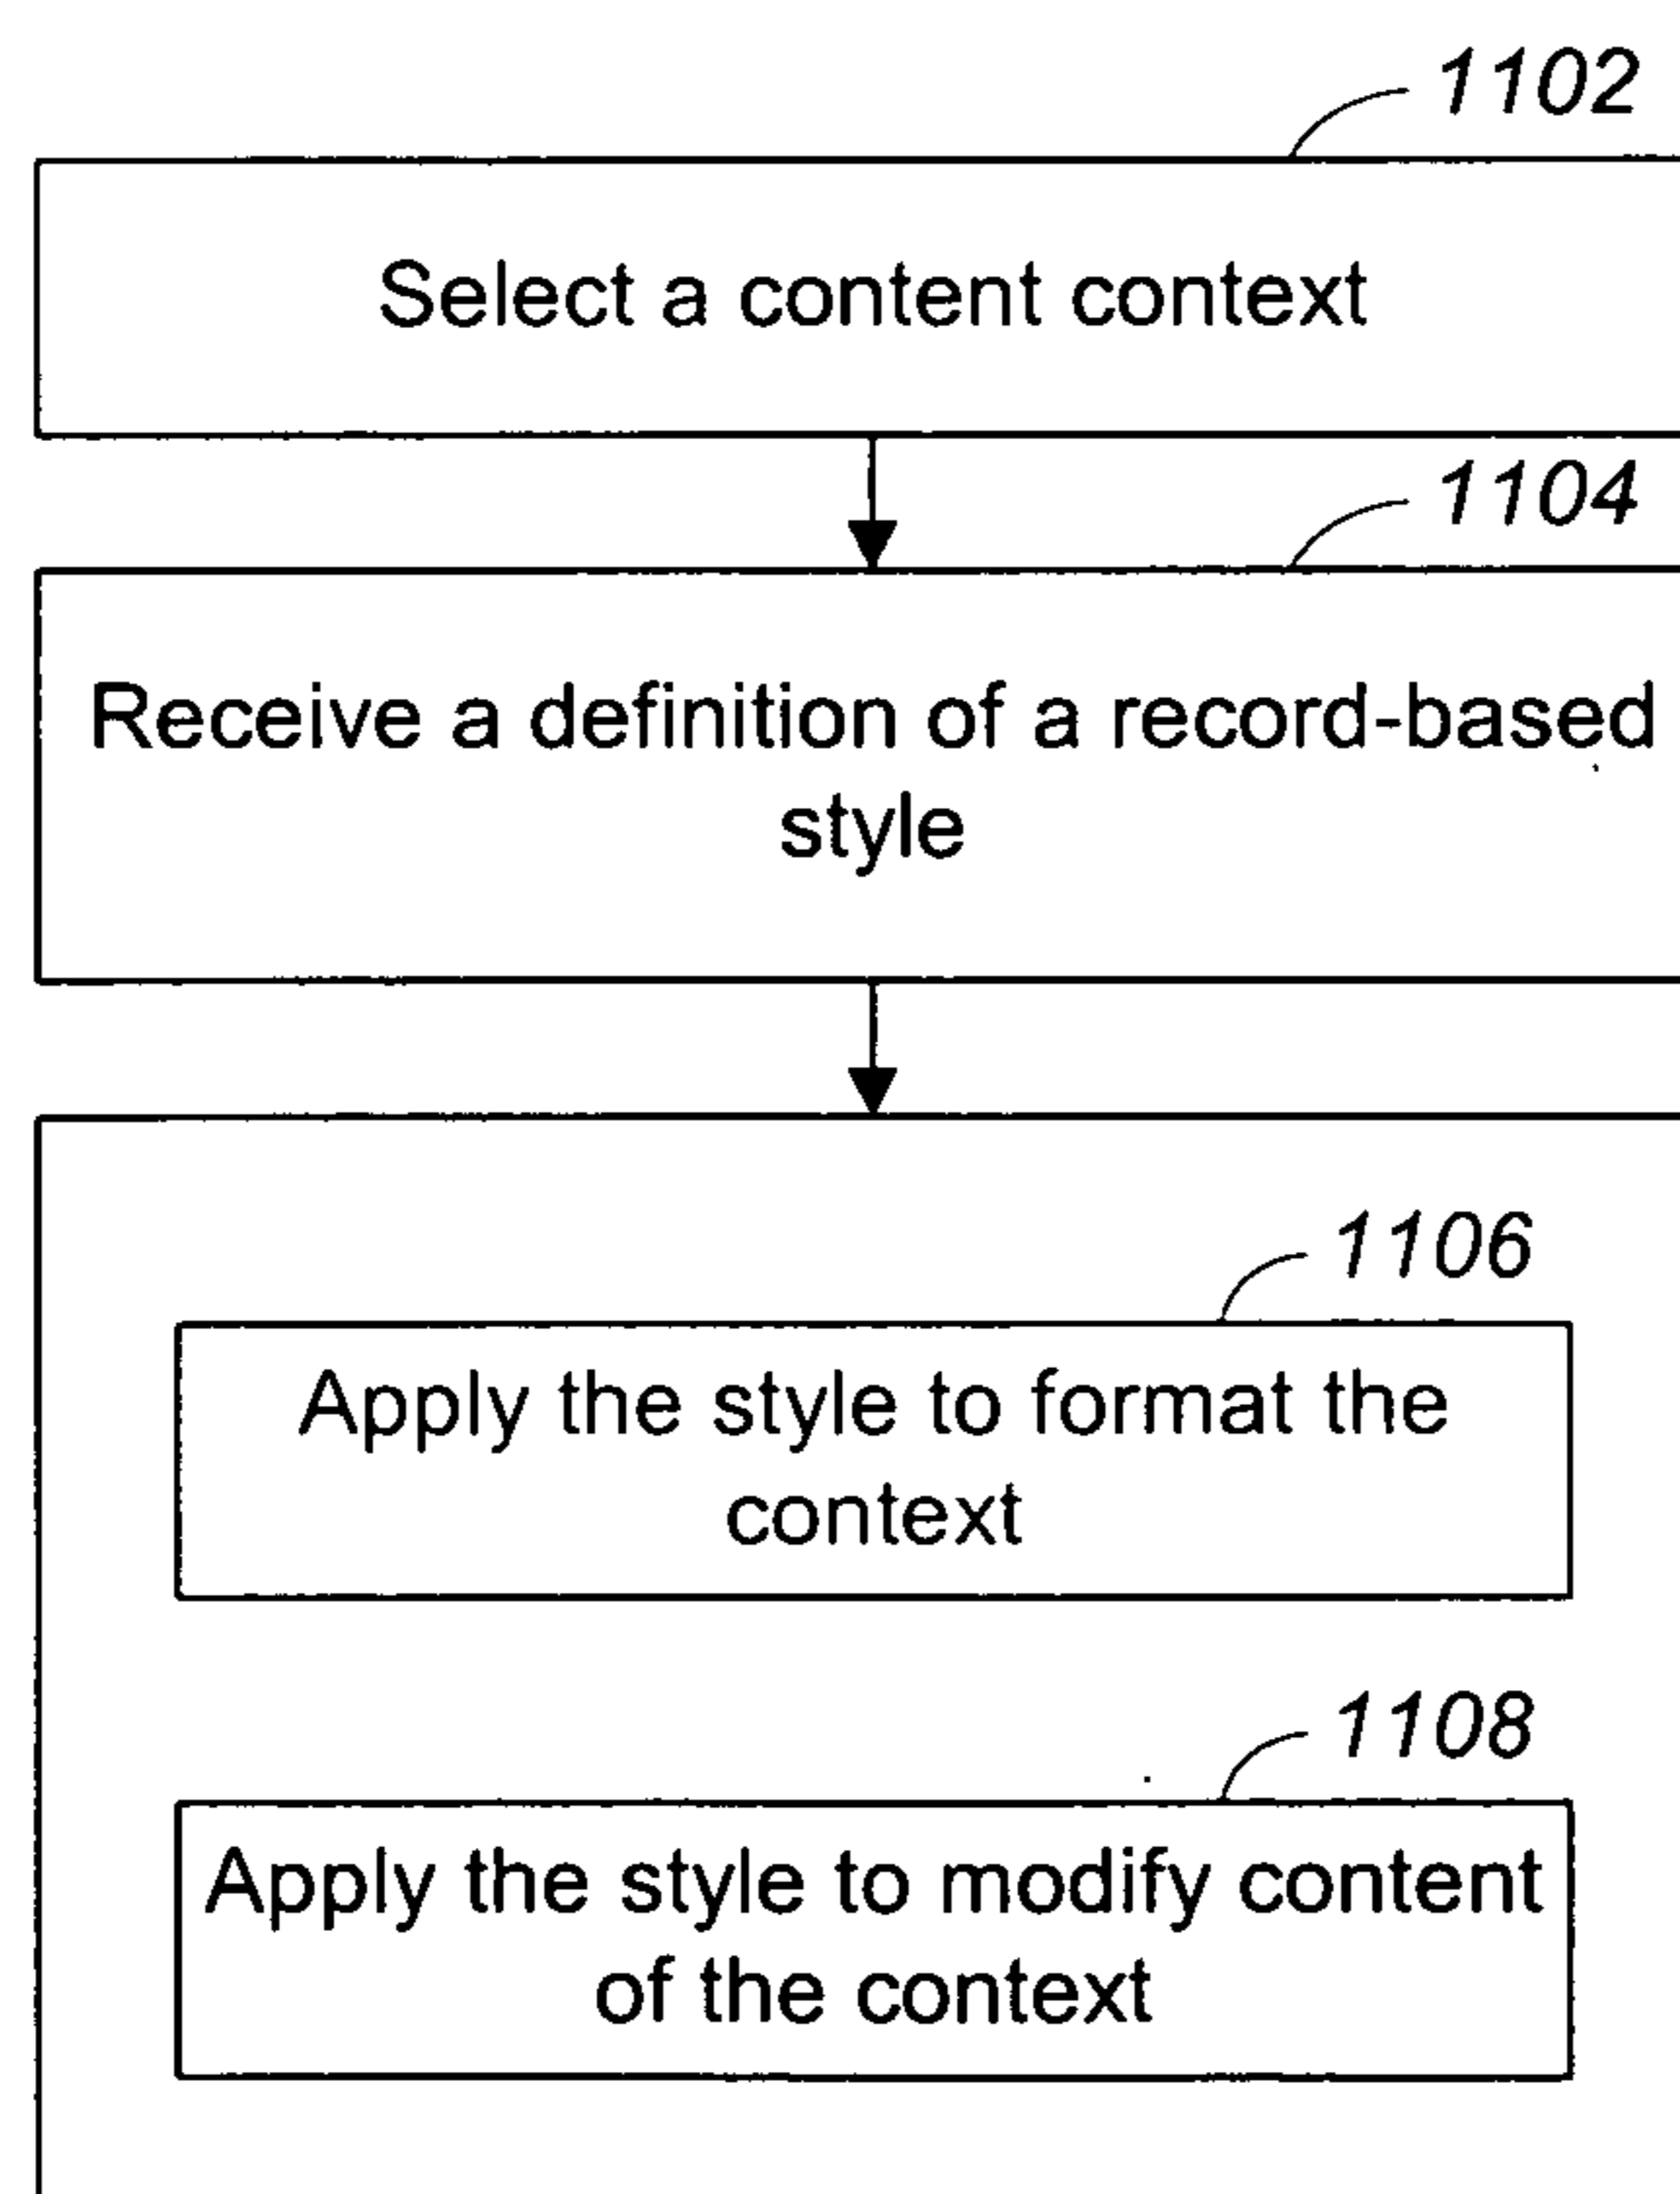 1102
Select a content context
1104
Receive a definition of a record-based
style
1106
Apply the style to format the
context
1108
Apply the style to modify content
of the context